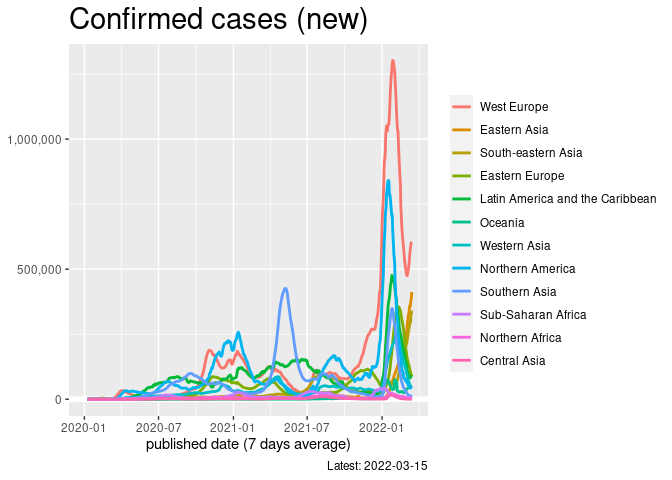 Confirmed cases (new)
1,000,000
500,000
0
2020-01 2020-07 2021-01 2021-07 2022-01
published date (7 days average)
Latest: 2022-03-15
West Europe
Eastern Asia
South-eastern Asia
Eastern Europe
Latin America and the Caribbean
Oceania
Western Asia
Northern America
Southern Asia
Sub-Saharan Africa
Northern Africa
Central Asia